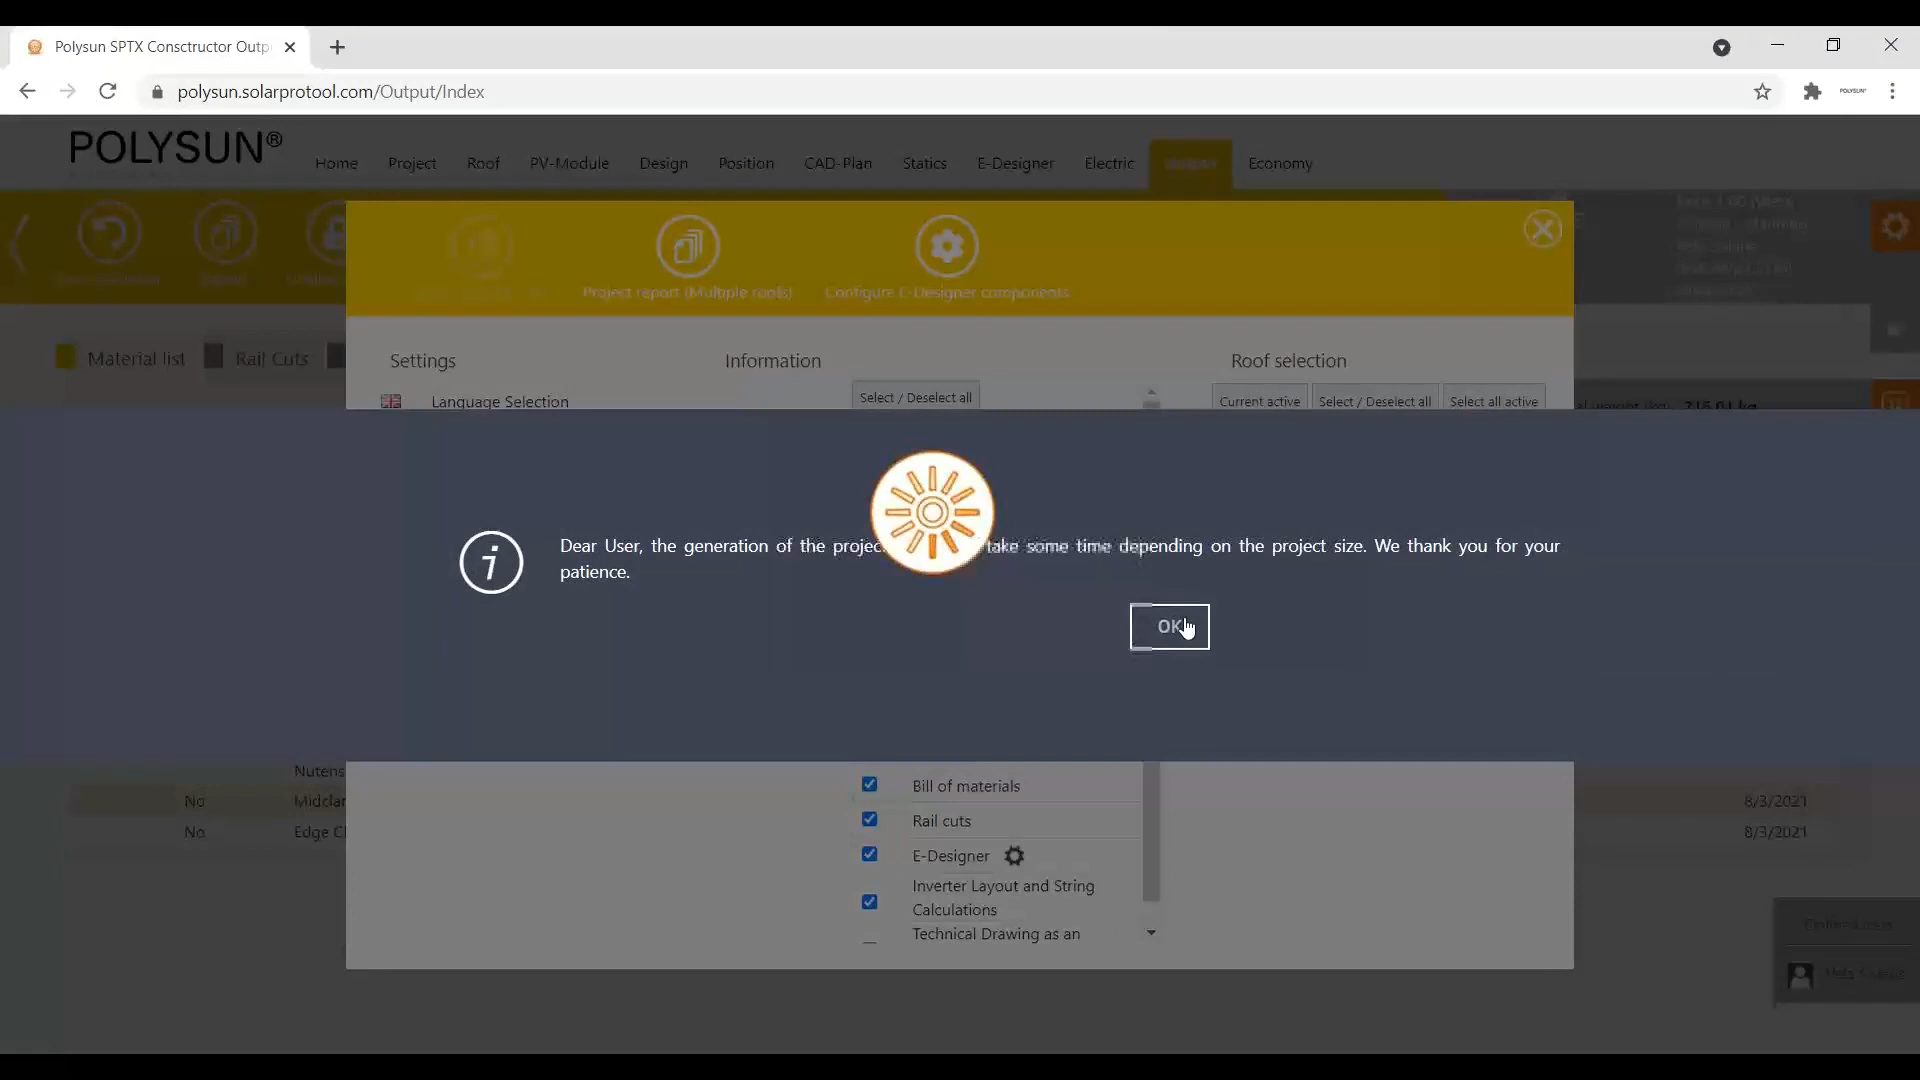 Polysun SPTX Consctructor Outp
polysun.solarprotool.com/Output/Index
POLYSUN®
POLYSUN®
Home Project Roof PV-Module Design Position CAD-Plan Statics E-Designer Electric Economy
Project report (Multiple roofs) Configure E-Designer components
Material list Rail Cuts
Settings Information Roof selection
Language Selection Select / Deselect all Current active Select / Deselect all Select all active
Dear User, the generation of the projec take some time depending on the project size. We thank you for your
patience.
OK
Nutens
Bill of materials
No Midclar 8/3/2021
Rail cuts
No Edge Cl 8/3/2021
E-Designer
Inverter Layout and String
Calculations
Technical Drawing as an